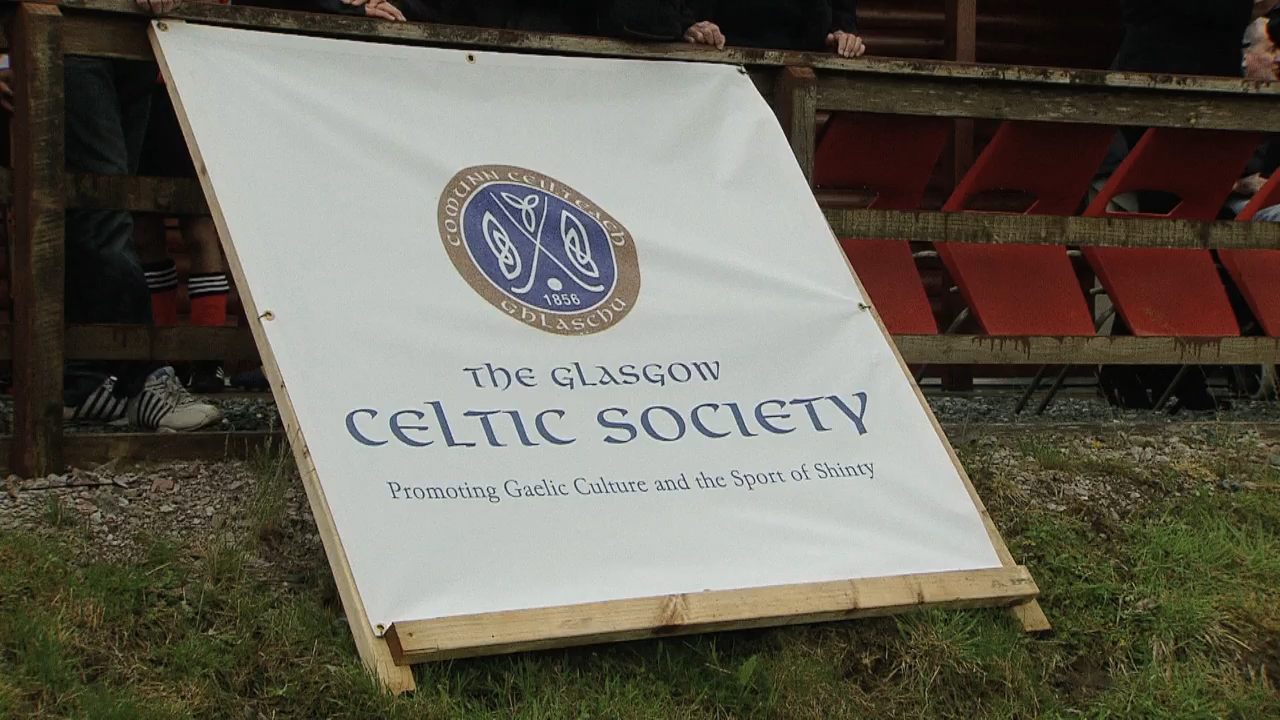 COMUNN CEILTEACH
GHLASCHU
1856
THE GLASGOW
CELTIC SOCIETY
Promoting Gaelic Culture and the Sport of Shinty